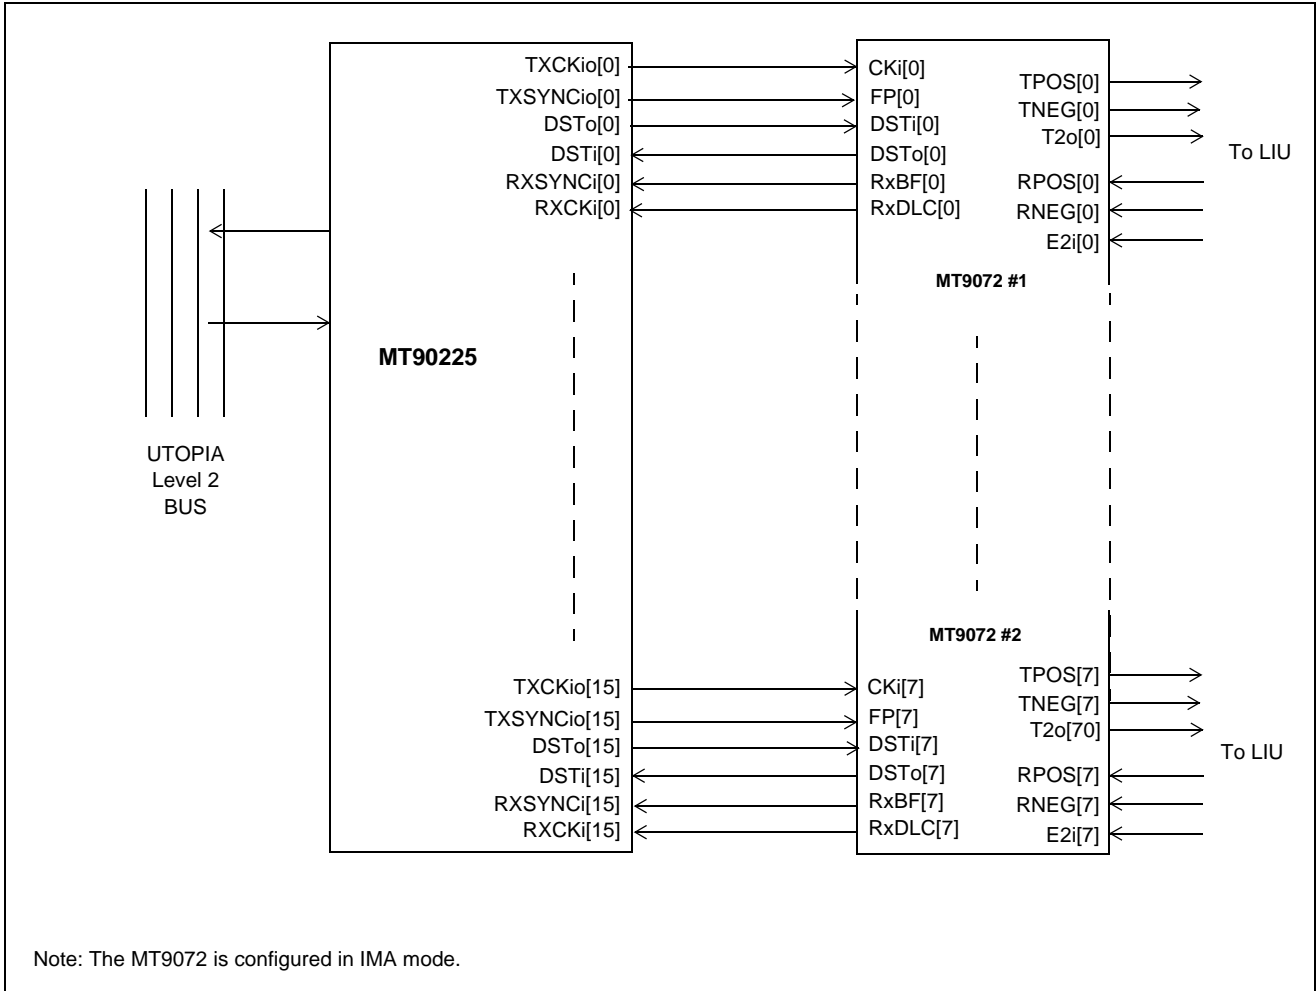 TXCKio[0]
TXSYNCio[0]
DSTo[0]
DSTi[0]
RXSYNCi[0]
RXCKi[0]
CKi[0]
FP[0]
DSTi[0]
DSTo[0]
RxBF[0]
RxDLC[0]
TPOS[0]
TNEG[0]
T2o[0]
RPOS[0]
RNEG[0]
E2i[0]
To LIU
MT9072 #1
MT90225
UTOPIA
Level 2
BUS
MT9072 #2
TXCKio[15]
TXSYNCio[15]
DSTo[15]
DSTi[15]
RXSYNCi[15]
RXCKi[15]
CKi[7]
FP[7]
DSTi[7]
DSTo[7]
RxBF[7]
RxDLC[7]
TPOS[7]
TNEG[7]
T2o[70]
RPOS[7]
RNEG[7]
E2i[7]
To LIU
Note: The MT9072 is configured in IMA mode.